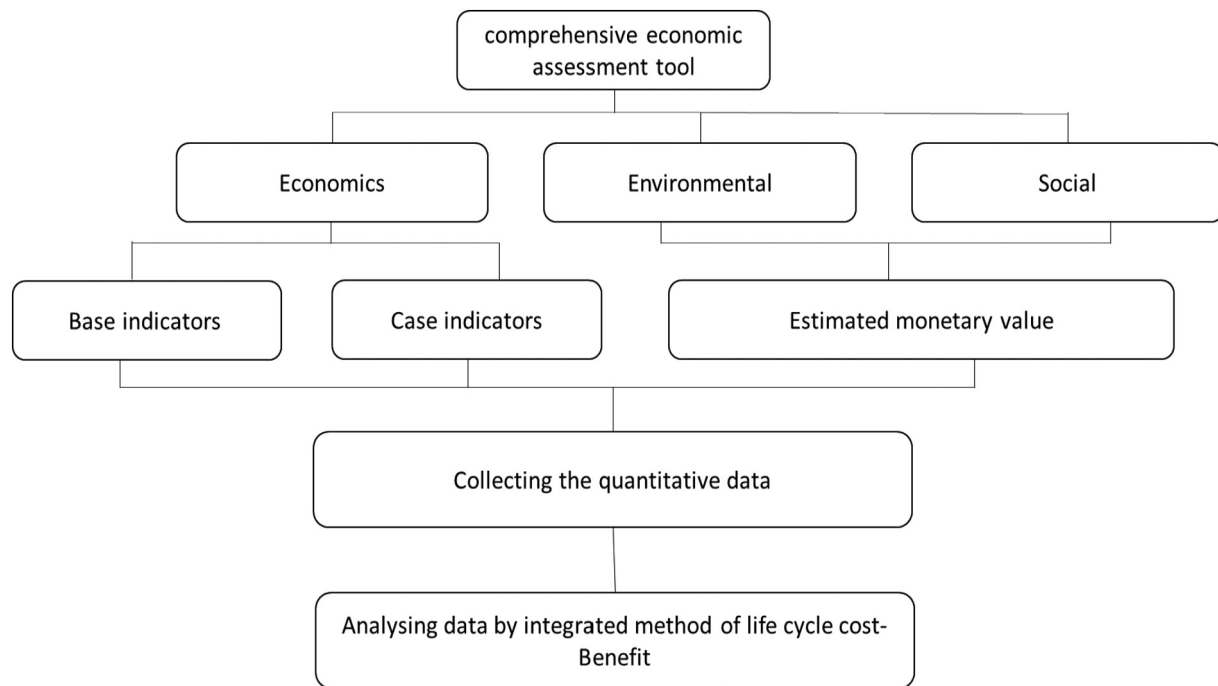 comprehensive economic
assessment tool
Economics
Environmental
Social
Base indicators
Case indicators
Estimated monetary value
Collecting the quantitative data
Analysing data by integrated method of life cycle cost-
Benefit